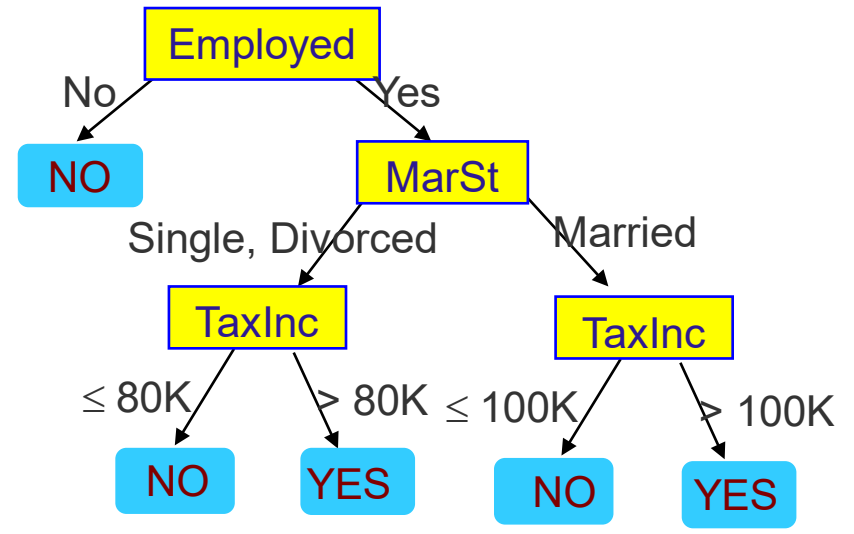 Employed
No
Yes
NO
MarSt
Single, Divorced
Married
TaxInc
TaxInc
≤ 80K
> 80K
≤ 100K
> 100K
NO
YES
NO
YES